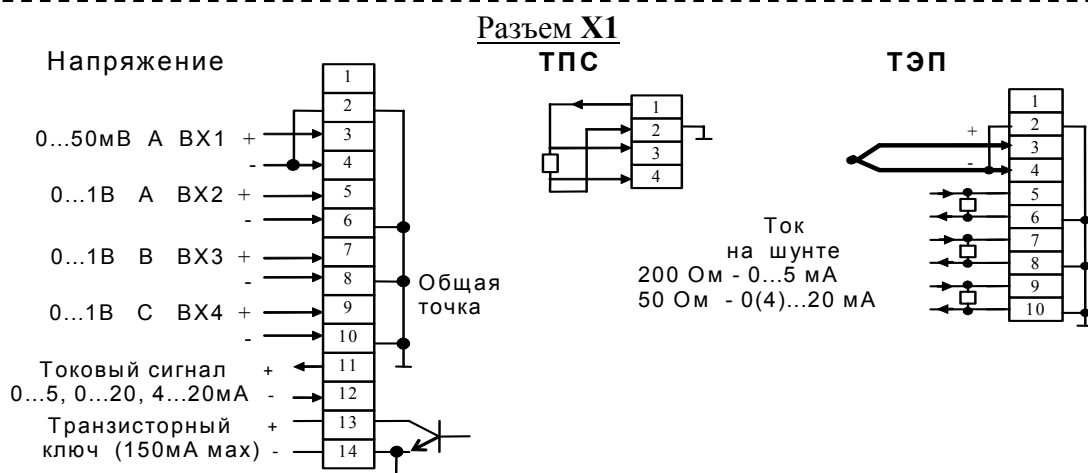 Разъем X1
Напряжение
ТПС
ТЭП
1
2
0...50мВ А ВХ1 +
3
-
4
0...1В А ВХ2 +
5
-
6
0...1В В ВХ3 +
7
-
8
0...1В С ВХ4 +
9
-
10
Общая
точка
Токовый сигнал +
11
0...5, 0...20, 4...20мА -
12
Транзисторный +
13
ключ (150мА мах) -
14
1
2
3
4
1
2
+
3
-
4
5
6
7
8
9
10
Ток
на шунте
200 Ом - 0...5 мА
50 Ом - 0(4)...20 мА